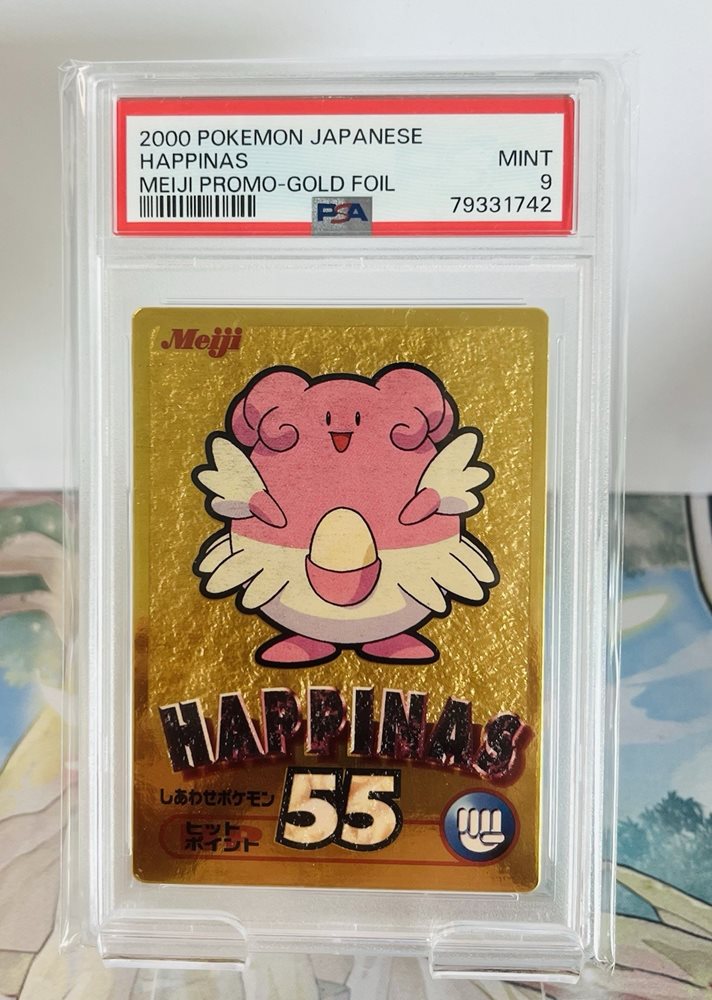 2000 POKEMON JAPANESE
HAPPINAS MINT
MEIJI PROMO-GOLD FOIL 9
PSA 79331742
Meiji
HAPPINAS
しあわせポケモン 55
ヒット
ポイント